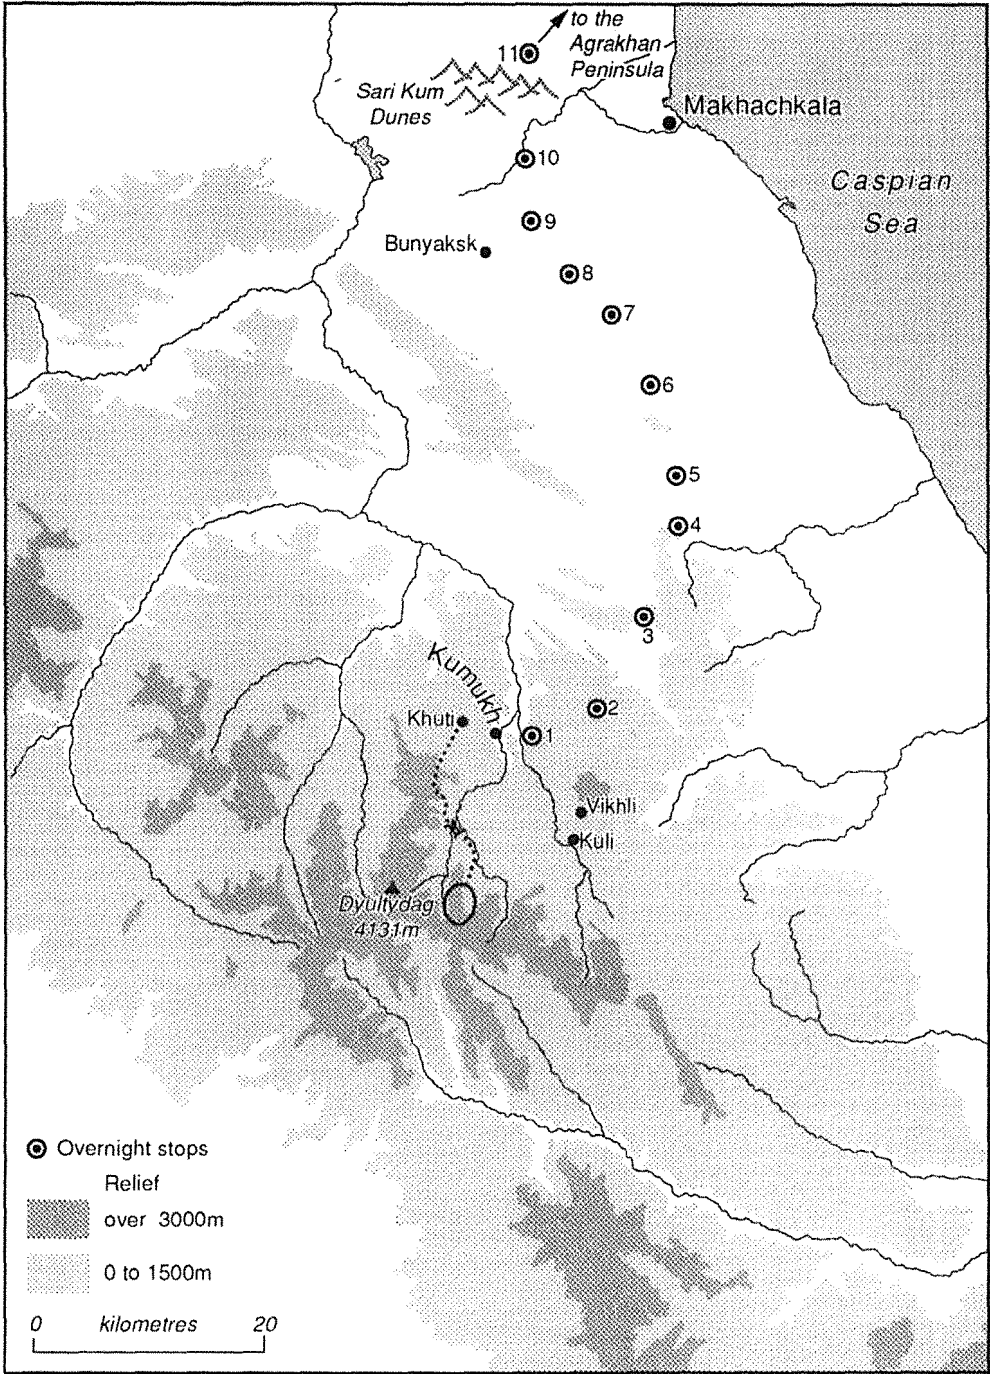 to the
Agrakhan
Peninsula
11
Sari Kum
Dunes
Makhachkala
10
Caspian
Sea
9
Bunyaksk
8
7
6
5
4
3
Kumukh
2
Khuti
1
Vikhli
Kuli
Dyultydag
4131m
Overnight stops
Relief
over 3000m
0 to 1500m
0 kilometres 20